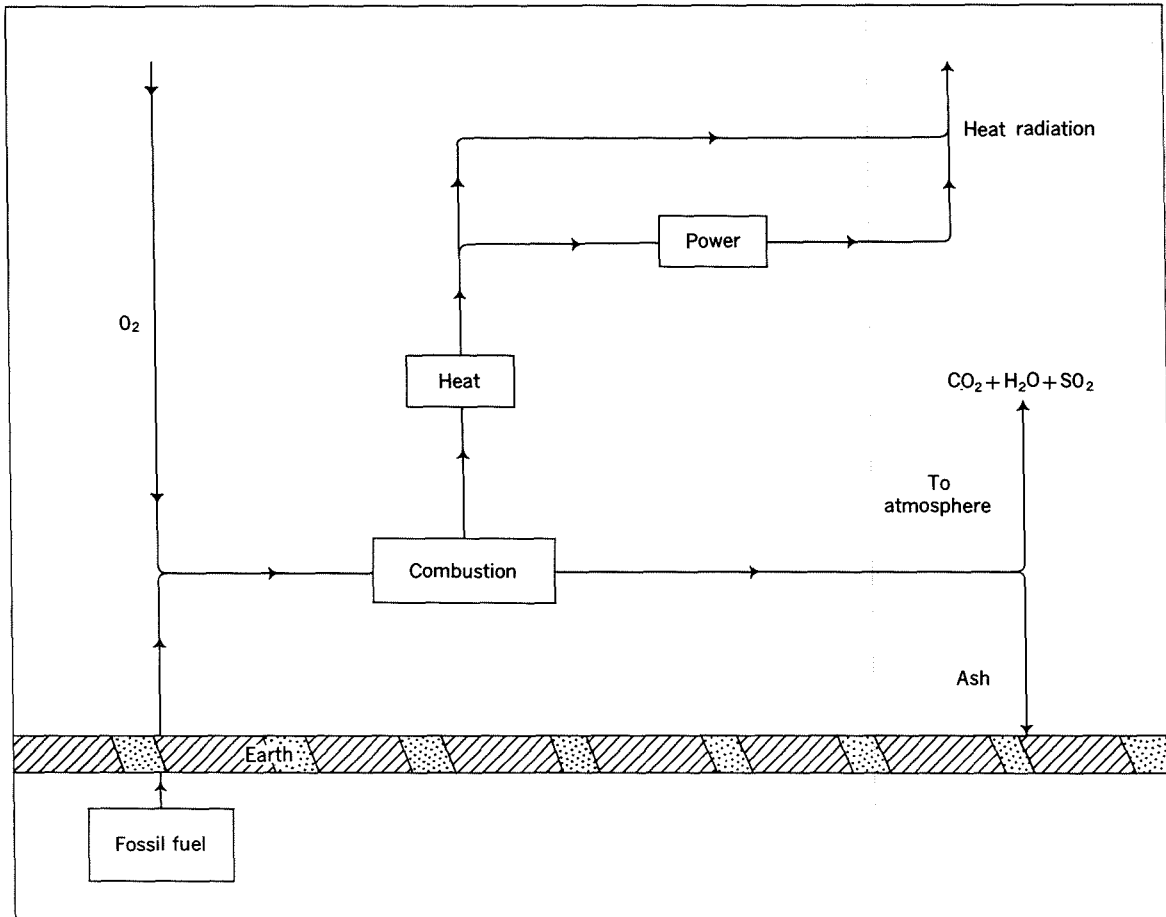 Heat radiation
Power
O₂
Heat
CO₂+H₂O+SO₂
To
atmosphere
Combustion
Ash
Earth
Fossil fuel